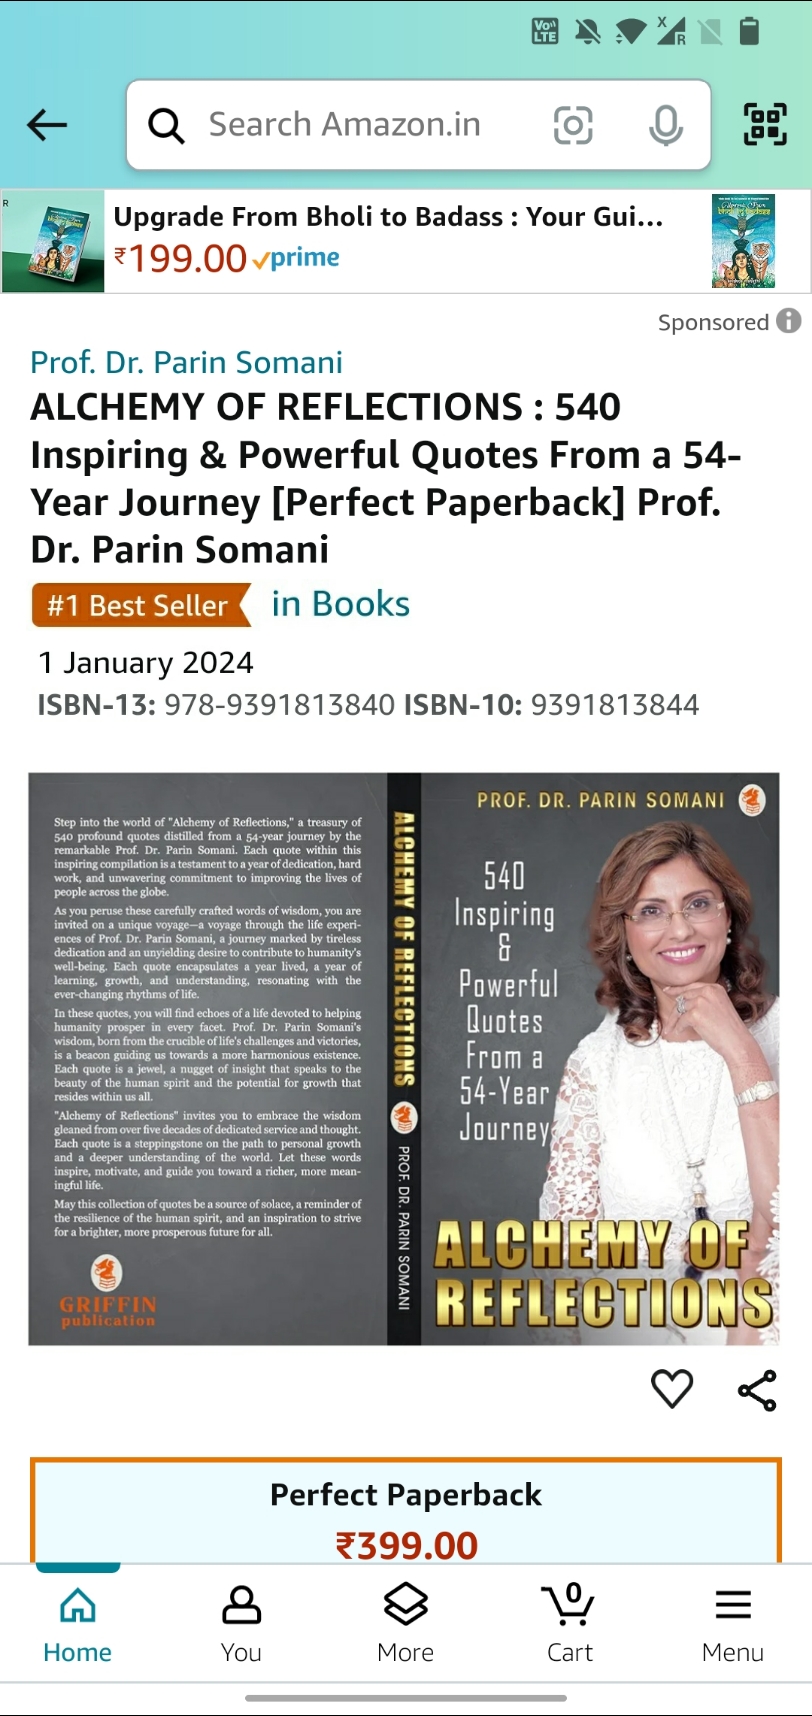 Vo)) LTE
X
R
Search Amazon.in
R
Upgrade From Bholi to Badass : Your Gui...
₹199.00 prime
Sponsored
Prof. Dr. Parin Somani
ALCHEMY OF REFLECTIONS : 540
Inspiring & Powerful Quotes From a 54-
Year Journey [Perfect Paperback] Prof.
Dr. Parin Somani
#1 Best Seller in Books
1 January 2024
ISBN-13: 978-9391813840 ISBN-10: 9391813844
Step into the world of "Alchemy of Reflections," a treasury of
540 profound quotes distilled from a 54-year journey by the
remarkable Prof. Dr. Parin Somani. Each quote within this
inspiring compilation is a testament to a year of dedication, hard
work, and unwavering commitment to improving the lives of
people across the globe.
As you peruse these carefully crafted words of wisdom, you are
invited on a unique voyage—a voyage through the life experi-
ences of Prof. Dr. Parin Somani, a journey marked by tireless
dedication and an unyielding desire to contribute to humanity's
well-being. Each quote encapsulates a year lived, a year of
learning, growth, and understanding, resonating with the
ever-changing rhythms of life.
In these quotes, you will find echoes of a life devoted to helping
humanity prosper in every facet. Prof. Dr. Parin Somani's
wisdom, born from the crucible of life's challenges and victories,
is a beacon guiding us towards a more harmonious existence.
Each quote is a jewel, a nugget of insight that speaks to the
beauty of the human spirit and the potential for growth that
resides within us all.
"Alchemy of Reflections" invites you to embrace the wisdom
gleaned from over five decades of dedicated service and thought.
Each quote is a steppingstone on the path to personal growth
and a deeper understanding of the world. Let these words
inspire, motivate, and guide you toward a richer, more mean-
ingful life.
May this collection of quotes be a source of solace, a reminder of
the resilience of the human spirit, and an inspiration to strive
for a brighter, more prosperous future for all.
GRIFFIN
publication
ALCHEMY OF REFLECTIONS
PROF. DR. PARIN SOMANI
PROF. DR. PARIN SOMANI
540
Inspiring
&
Powerful
Quotes
From a
54-Year
Journey
ALCHEMY OF
REFLECTIONS
Perfect Paperback
₹399.00
0
Home
You
More
Cart
Menu